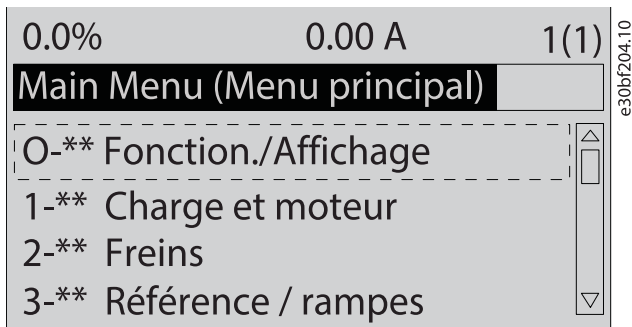 0.0% 0.00 A 1(1)
Main Menu (Menu principal)
O-** Fonction./Affichage
1-** Charge et moteur
2-** Freins
3-** Référence / rampes
e30bf204.10